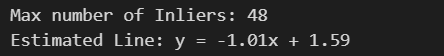 Max number of Inliers: 48
Estimated Line: y = -1.01x + 1.59